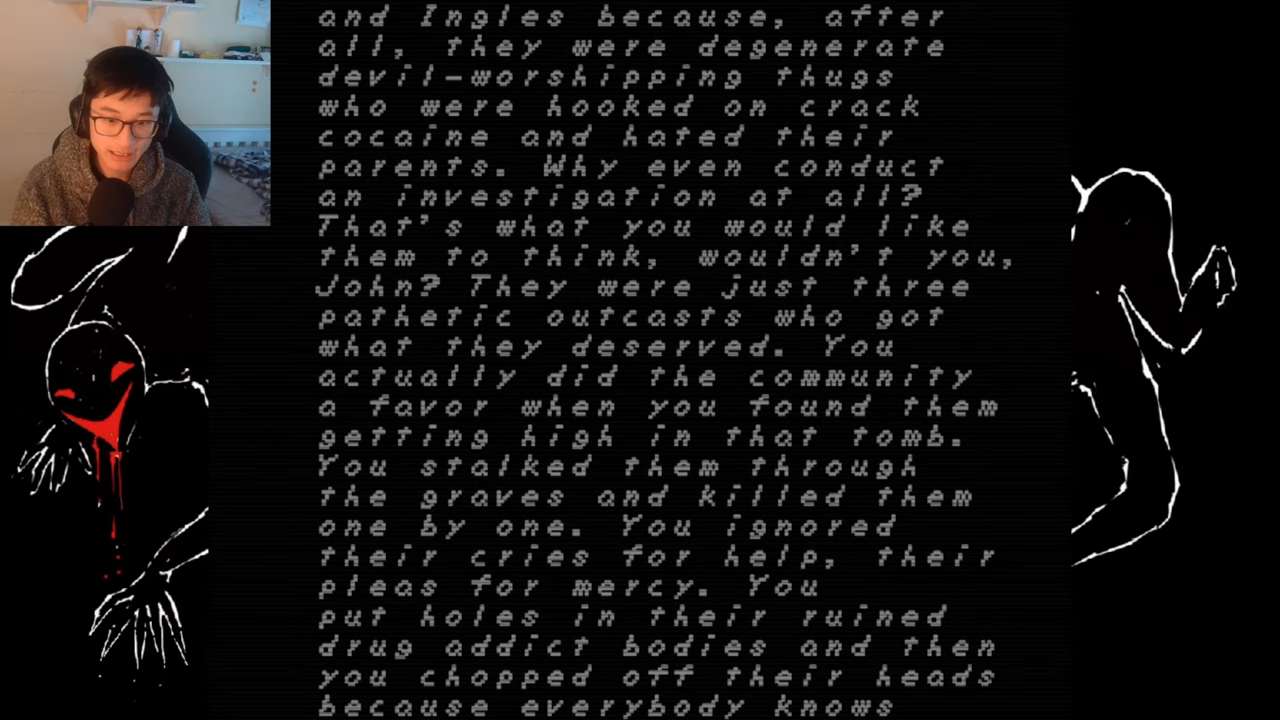 and Ingles because, after
all, they were degenerate
devil-worshipping thugs
who were hooked on crack
cocaine and hated their
parents. Why even conduct
an investigation at all?
That's what you would like
them to think, wouldn't you,
John? They were just three
pathetic outcasts who got
what they deserved. You
actually did the community
a favor when you found them
getting high in that tomb.
You stalked them through
the graves and killed them
one by one. You ignored
their cries for help, their
pleas for mercy. You
put holes in their ruined
drug addict bodies and then
you chopped off their heads
because everybody knows